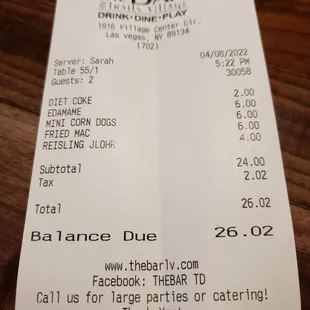 @TRAILS VILLAGE
DRINK•DINE•PLAY
1916 Village Center Clr.
Las Vegas, NV 89134
(702)
Server: Sarah 04/08/2022
Table 55/1 5:22 PM
Guests: 2 30058
DIET COKE 2.00
EDAMAME 6.00
MINI CORN DOGS 6.00
FRIED MAC 6.00
REISLING JLOHR 4.00
Subtotal 24.00
Tax 2.02
Total 26.02
Balance Due 26.02
www.thebarlv.com
Facebook: THEBAR TD
Call us for large parties or catering!